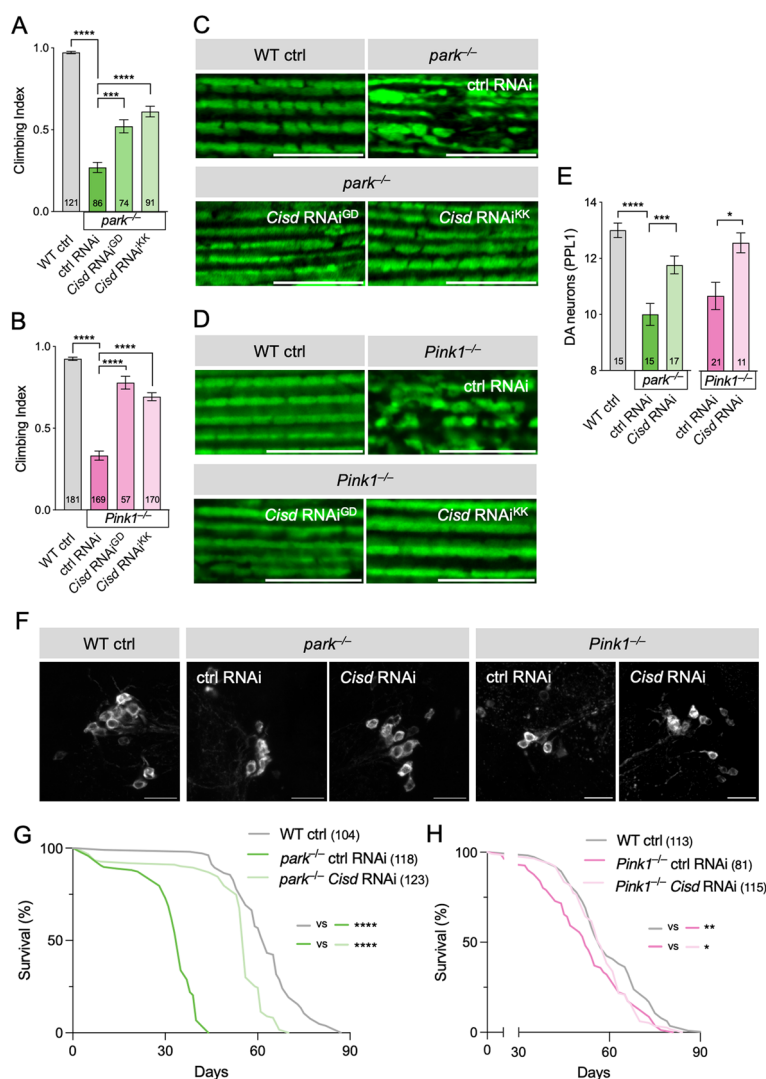 A
Climbing Index
1.0
0.5
0.0
****
****
***
121
86
74
91
park–/–
WT ctrl
ctrl RNAi
Cisd RNAiGD
Cisd RNAiKK
B
Climbing Index
1.0
0.5
0.0
****
****
****
181
169
57
170
Pink1–/–
WT ctrl
ctrl RNAi
Cisd RNAiGD
Cisd RNAiKK
C
WT ctrl
park–/–
ctrl RNAi
park–/–
Cisd RNAiGD
Cisd RNAiKK
D
WT ctrl
Pink1–/–
ctrl RNAi
Pink1–/–
Cisd RNAiGD
Cisd RNAiKK
E
DA neurons (PPL1)
14
12
10
8
****
***
*
15
15
17
21
11
park–/–
Pink1–/–
WT ctrl
ctrl RNAi
Cisd RNAi
ctrl RNAi
Cisd RNAi
F
WT ctrl
park–/–
Pink1–/–
ctrl RNAi
Cisd RNAi
ctrl RNAi
Cisd RNAi
G
Survival (%)
100
50
0
0
30
60
90
Days
WT ctrl (104)
park–/– ctrl RNAi (118)
park–/– Cisd RNAi (123)
vs ****
vs ****
H
Survival (%)
100
50
0
0
30
60
90
Days
WT ctrl (113)
Pink1–/– ctrl RNAi (81)
Pink1–/– Cisd RNAi (115)
vs **
vs *